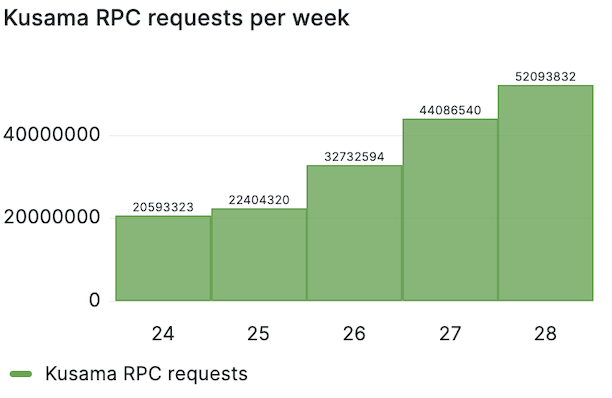 Kusama RPC requests per week
52093832
44086540
40000000
32732594
22404320
20593323
20000000
0
24 25 26 27 28
Kusama RPC requests